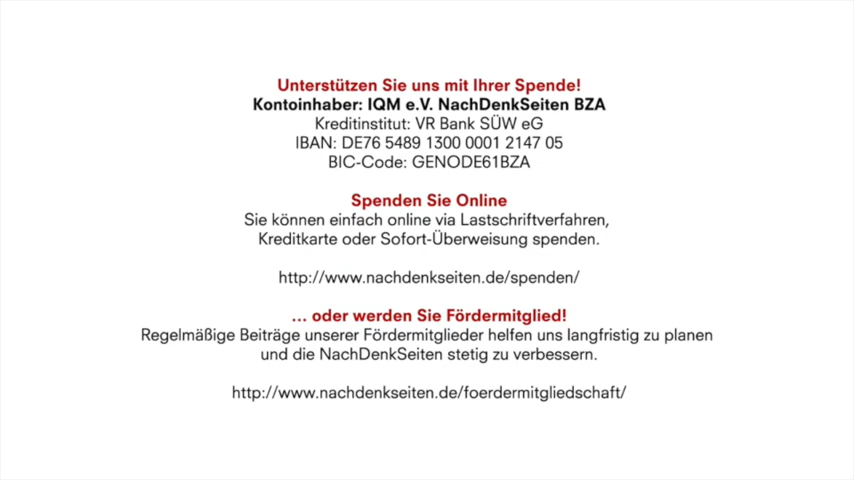 Unterstützen Sie uns mit Ihrer Spende!
Kontoinhaber: IQM e.V. NachDenkSeiten BZA
Kreditinstitut: VR Bank SÜW eG
IBAN: DE76 5489 1300 0001 2147 05
BIC-Code: GENODE61BZA
Spenden Sie Online
Sie können einfach online via Lastschriftverfahren,
Kreditkarte oder Sofort-Überweisung spenden.
http://www.nachdenkseiten.de/spenden/
... oder werden Sie Fördermitglied!
Regelmäßige Beiträge unserer Fördermitglieder helfen uns langfristig zu planen
und die NachDenkSeiten stetig zu verbessern.
http://www.nachdenkseiten.de/foerdermitgliedschaft/